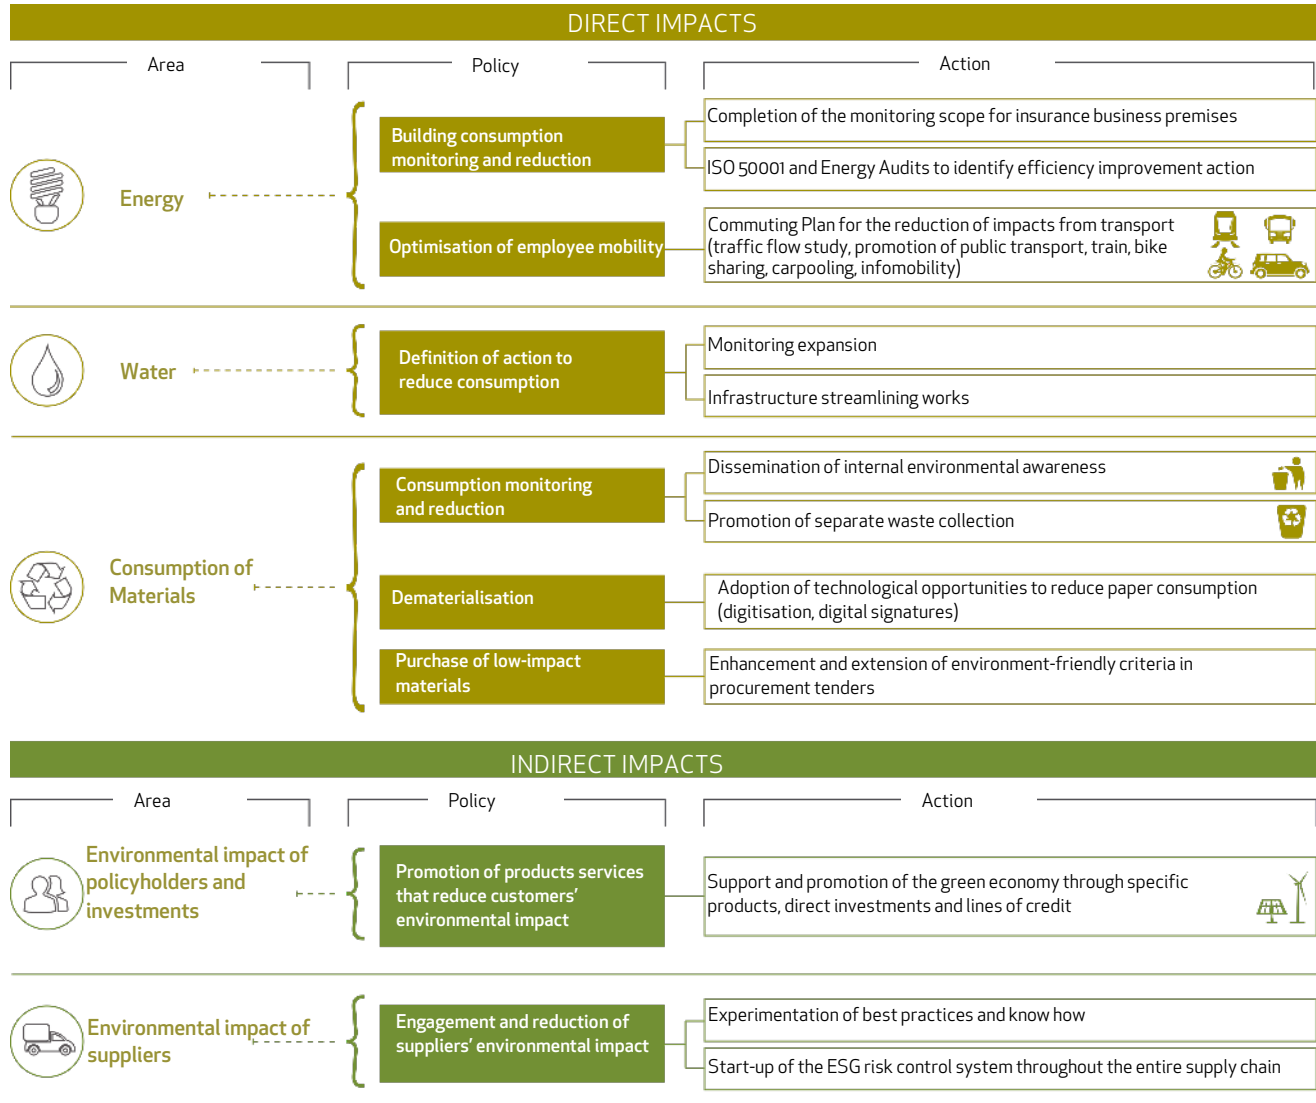 DIRECT IMPACTS
Area
Policy
Action
Energy
Building consumption
monitoring and reduction
Completion of the monitoring scope for insurance business premises
ISO 50001 and Energy Audits to identify efficiency improvement action
Optimisation of employee mobility
Commuting Plan for the reduction of impacts from transport
(traffic flow study, promotion of public transport, train, bike
sharing, carpooling, infomobility)
Water
Definition of action to
reduce consumption
Monitoring expansion
Infrastructure streamlining works
Consumption of
Materials
Consumption monitoring
and reduction
Dissemination of internal environmental awareness
Promotion of separate waste collection
Dematerialisation
Adoption of technological opportunities to reduce paper consumption
(digitisation, digital signatures)
Purchase of low-impact
materials
Enhancement and extension of environment-friendly criteria in
procurement tenders
INDIRECT IMPACTS
Area
Policy
Action
Environmental impact of
policyholders and
investments
Promotion of products services
that reduce customers’
environmental impact
Support and promotion of the green economy through specific
products, direct investments and lines of credit
Environmental impact of
suppliers
Engagement and reduction of
suppliers’ environmental impact
Experimentation of best practices and know how
Start-up of the ESG risk control system throughout the entire supply chain